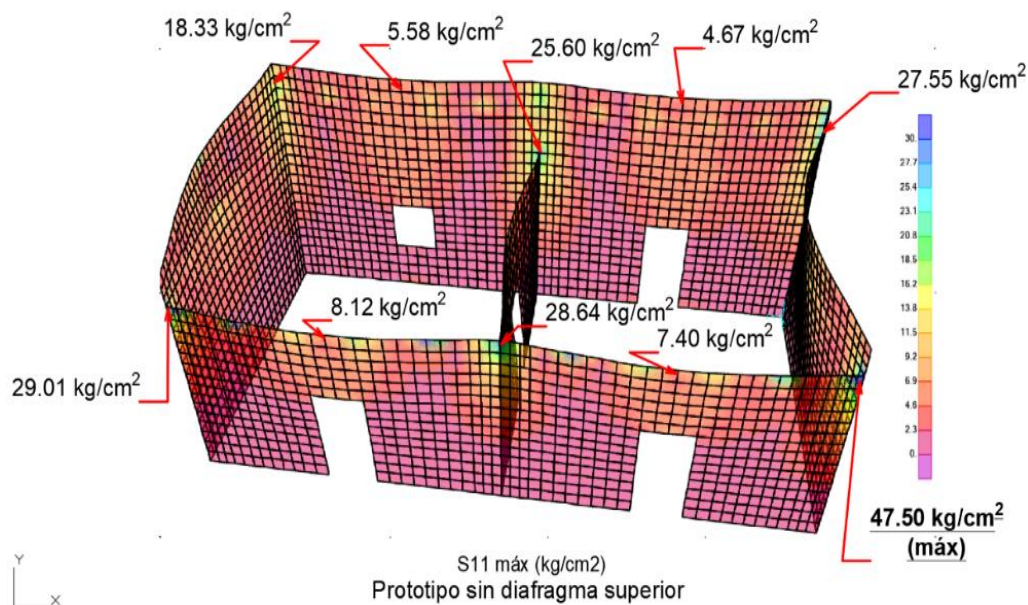 18.33 kg/cm²
5.58 kg/cm²
25.60 kg/cm²
4.67 kg/cm²
27.55 kg/cm²
30.
27.7
25.4
23.1
20.8
18.5
16.2
13.8
11.5
9.2
6.9
4.6
2.3
0.
8.12 kg/cm²
28.64 kg/cm²
7.40 kg/cm²
29.01 kg/cm²
47.50 kg/cm²
(máx)
Y
X
S11 máx (kg/cm2)
Prototipo sin diafragma superior